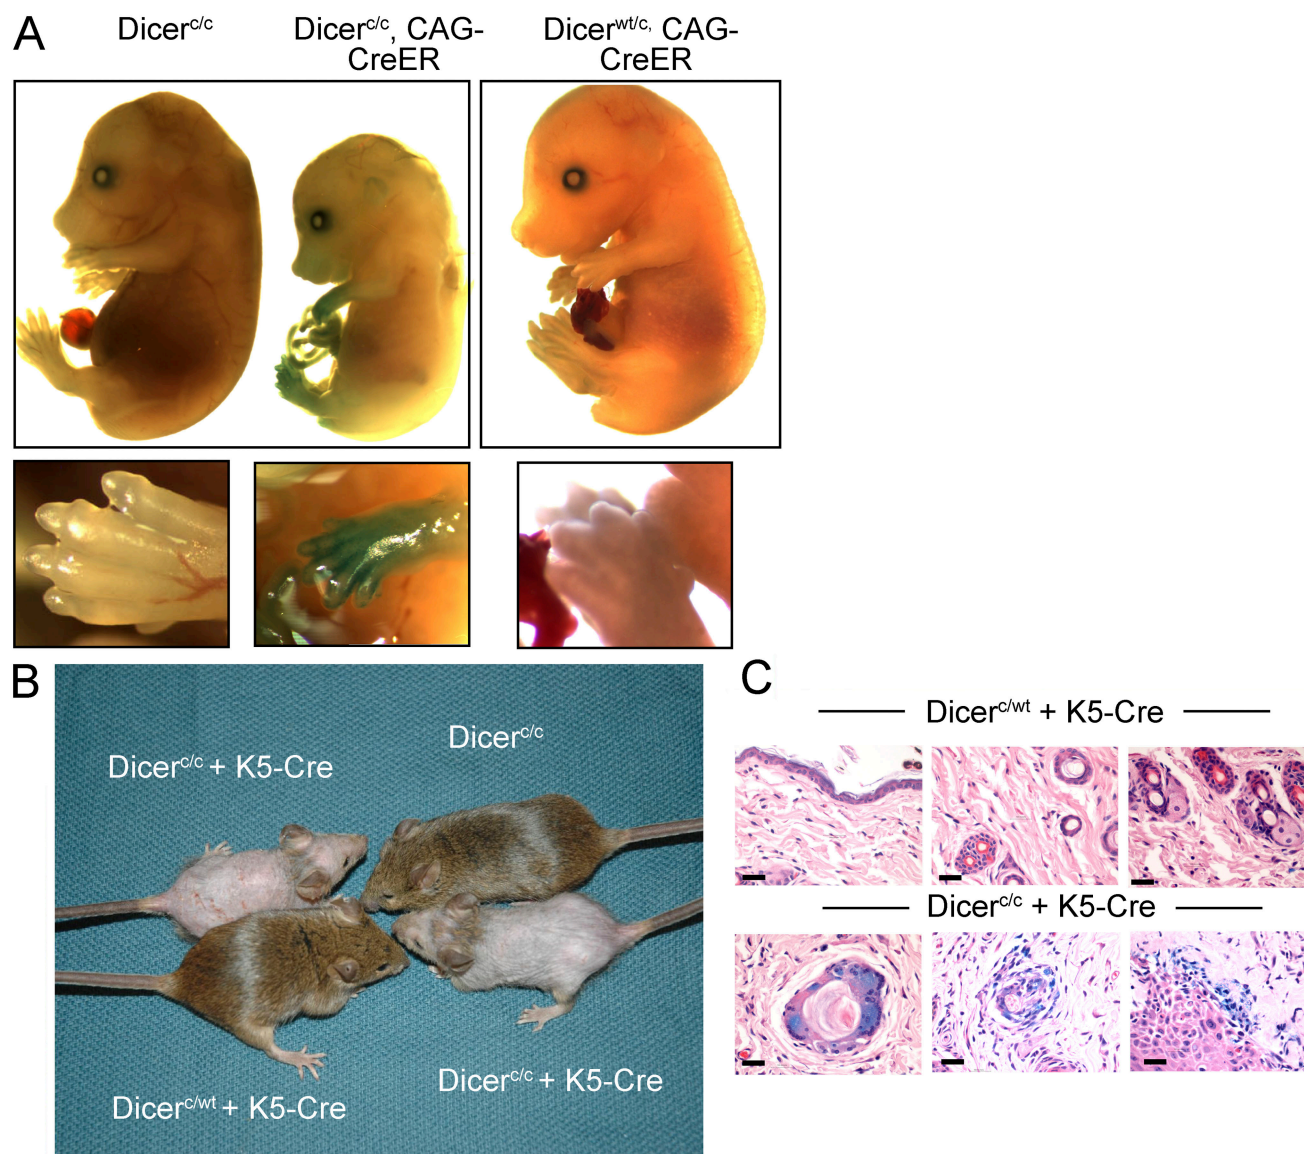 A
Dicerc/c
Dicerc/c, CAG-
CreER
Dicerwt/c, CAG-
CreER
B
Dicerc/c + K5-Cre
Dicerc/c
Dicerc/wt + K5-Cre
Dicerc/c + K5-Cre
C
Dicerc/wt + K5-Cre
Dicerc/c + K5-Cre